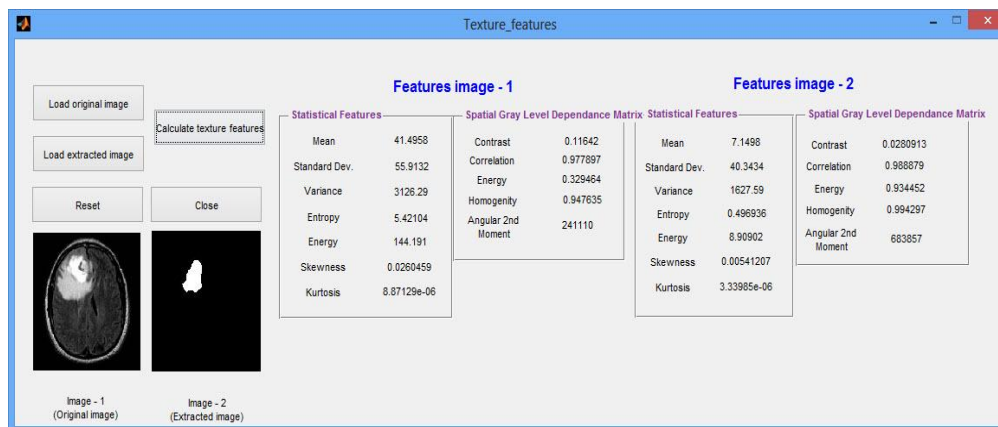 Texture_features
Load original image
Load extracted image
Calculate texture features
Reset
Close
Image - 1
(Original image)
Image - 2
(Extracted image)
Features image - 1
Statistical Features
Mean 41.4958
Standard Dev. 55.9132
Variance 3126.29
Entropy 5.42104
Energy 144.191
Skewness 0.0260459
Kurtosis 8.87129e-06
Spatial Gray Level Dependance Matrix
Contrast 0.11642
Correlation 0.977897
Energy 0.329464
Homogenity 0.947635
Angular 2nd
Moment
241110
Features image - 2
Statistical Features
Mean 7.1498
Standard Dev. 40.3434
Variance 1627.59
Entropy 0.496936
Energy 8.90902
Skewness 0.00541207
Kurtosis 3.33985e-06
Spatial Gray Level Dependance Matrix
Contrast 0.0280913
Correlation 0.988879
Energy 0.934452
Homogenity 0.994297
Angular 2nd
Moment
683857